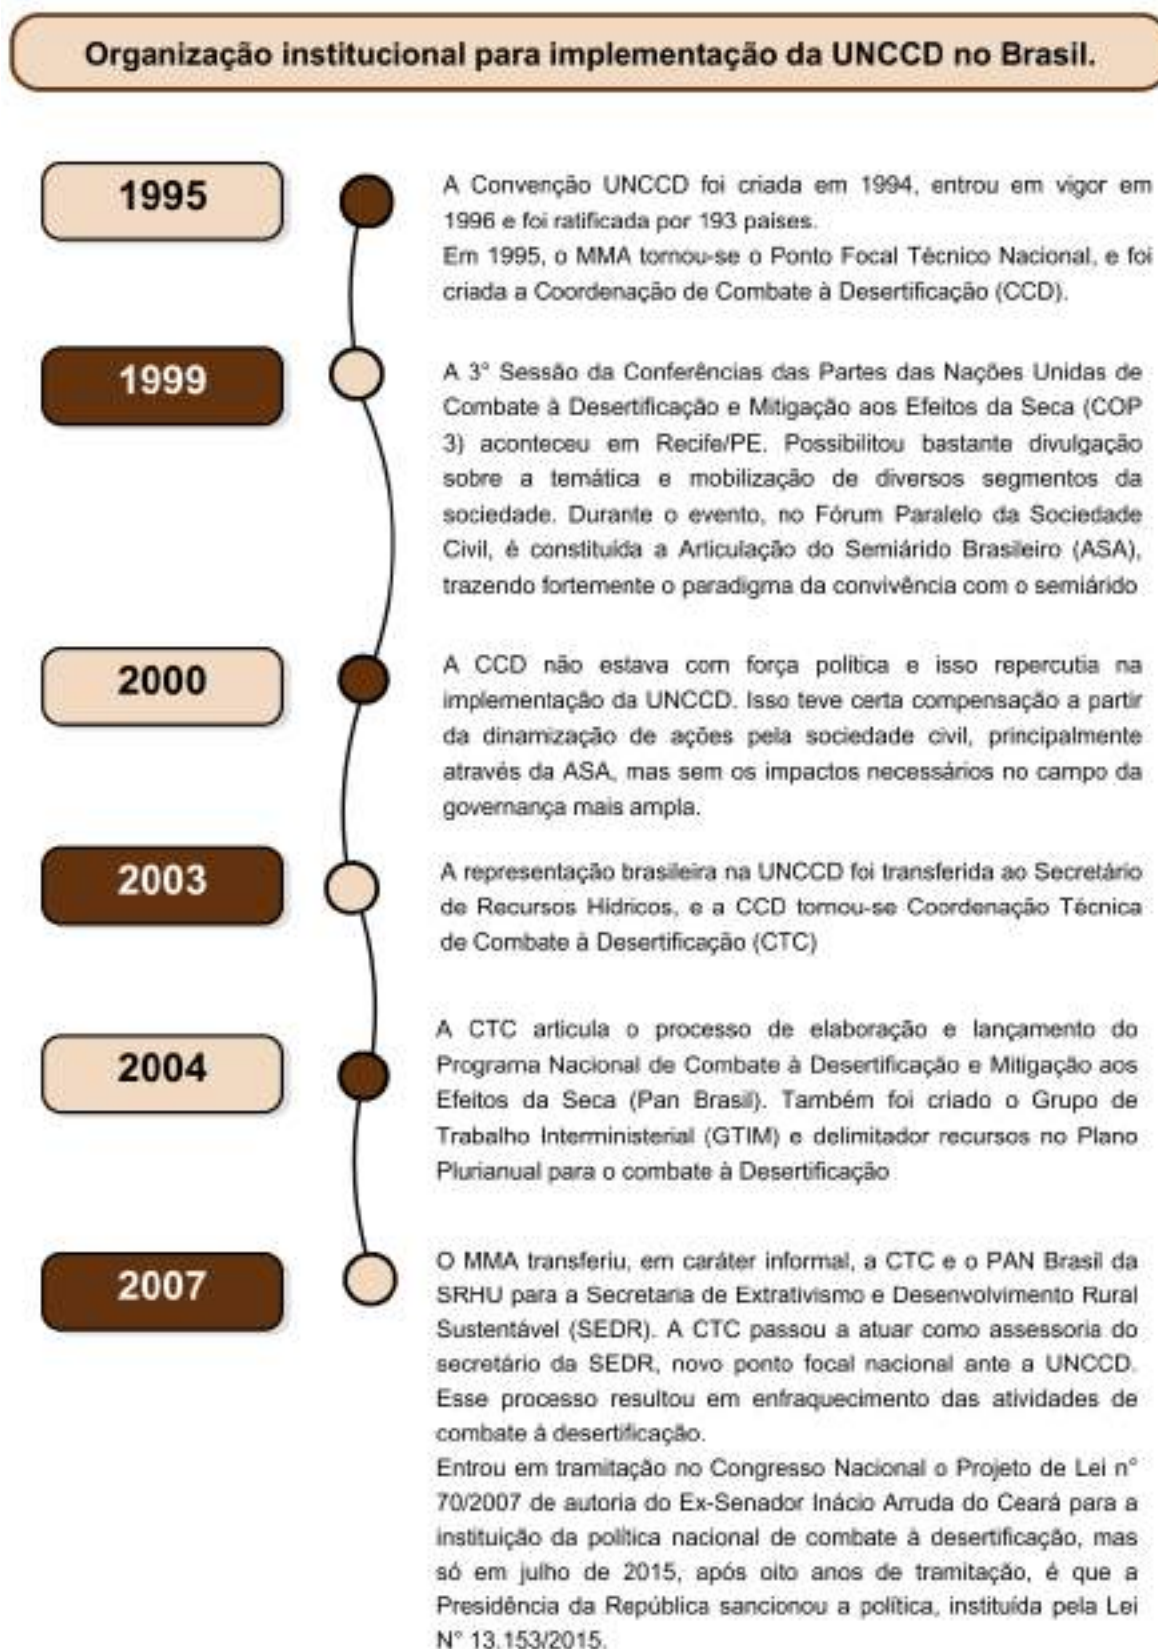 Organização institucional para implementação da UNCCD no Brasil.
1995
A Convenção UNCCD foi criada em 1994, entrou em vigor em
1996 e foi ratificada por 193 países.
Em 1995, o MMA tornou-se o Ponto Focal Técnico Nacional, e foi
criada a Coordenação de Combate à Desertificação (CCD).
1999
A 3° Sessão da Conferências das Partes das Nações Unidas de
Combate à Desertificação e Mitigação aos Efeitos da Seca (COP
3) aconteceu em Recife/PE. Possibilitou bastante divulgação
sobre a temática e mobilização de diversos segmentos da
sociedade. Durante o evento, no Fórum Paralelo da Sociedade
Civil, é constituída a Articulação do Semiárido Brasileiro (ASA),
trazendo fortemente o paradigma da convivência com o semiárido
2000
A CCD não estava com força política e isso repercutia na
implementação da UNCCD. Isso teve certa compensação a partir
da dinamização de ações pela sociedade civil, principalmente
através da ASA, mas sem os impactos necessários no campo da
governança mais ampla.
2003
A representação brasileira na UNCCD foi transferida ao Secretário
de Recursos Hídricos, e a CCD tornou-se Coordenação Técnica
de Combate à Desertificação (CTC)
2004
A CTC articula o processo de elaboração e lançamento do
Programa Nacional de Combate à Desertificação e Mitigação aos
Efeitos da Seca (Pan Brasil). Também foi criado o Grupo de
Trabalho Interministerial (GTIM) e delimitador recursos no Plano
Plurianual para o combate à Desertificação
2007
O MMA transferiu, em caráter informal, a CTC e o PAN Brasil da
SRHU para a Secretaria de Extrativismo e Desenvolvimento Rural
Sustentável (SEDR). A CTC passou a atuar como assessoria do
secretário da SEDR, novo ponto focal nacional ante a UNCCD.
Esse processo resultou em enfraquecimento das atividades de
combate à desertificação.
Entrou em tramitação no Congresso Nacional o Projeto de Lei n°
70/2007 de autoria do Ex-Senador Inácio Arruda do Ceará para a
instituição da política nacional de combate à desertificação, mas
só em julho de 2015, após oito anos de tramitação, é que a
Presidência da República sancionou a política, instituída pela Lei
N° 13.153/2015.